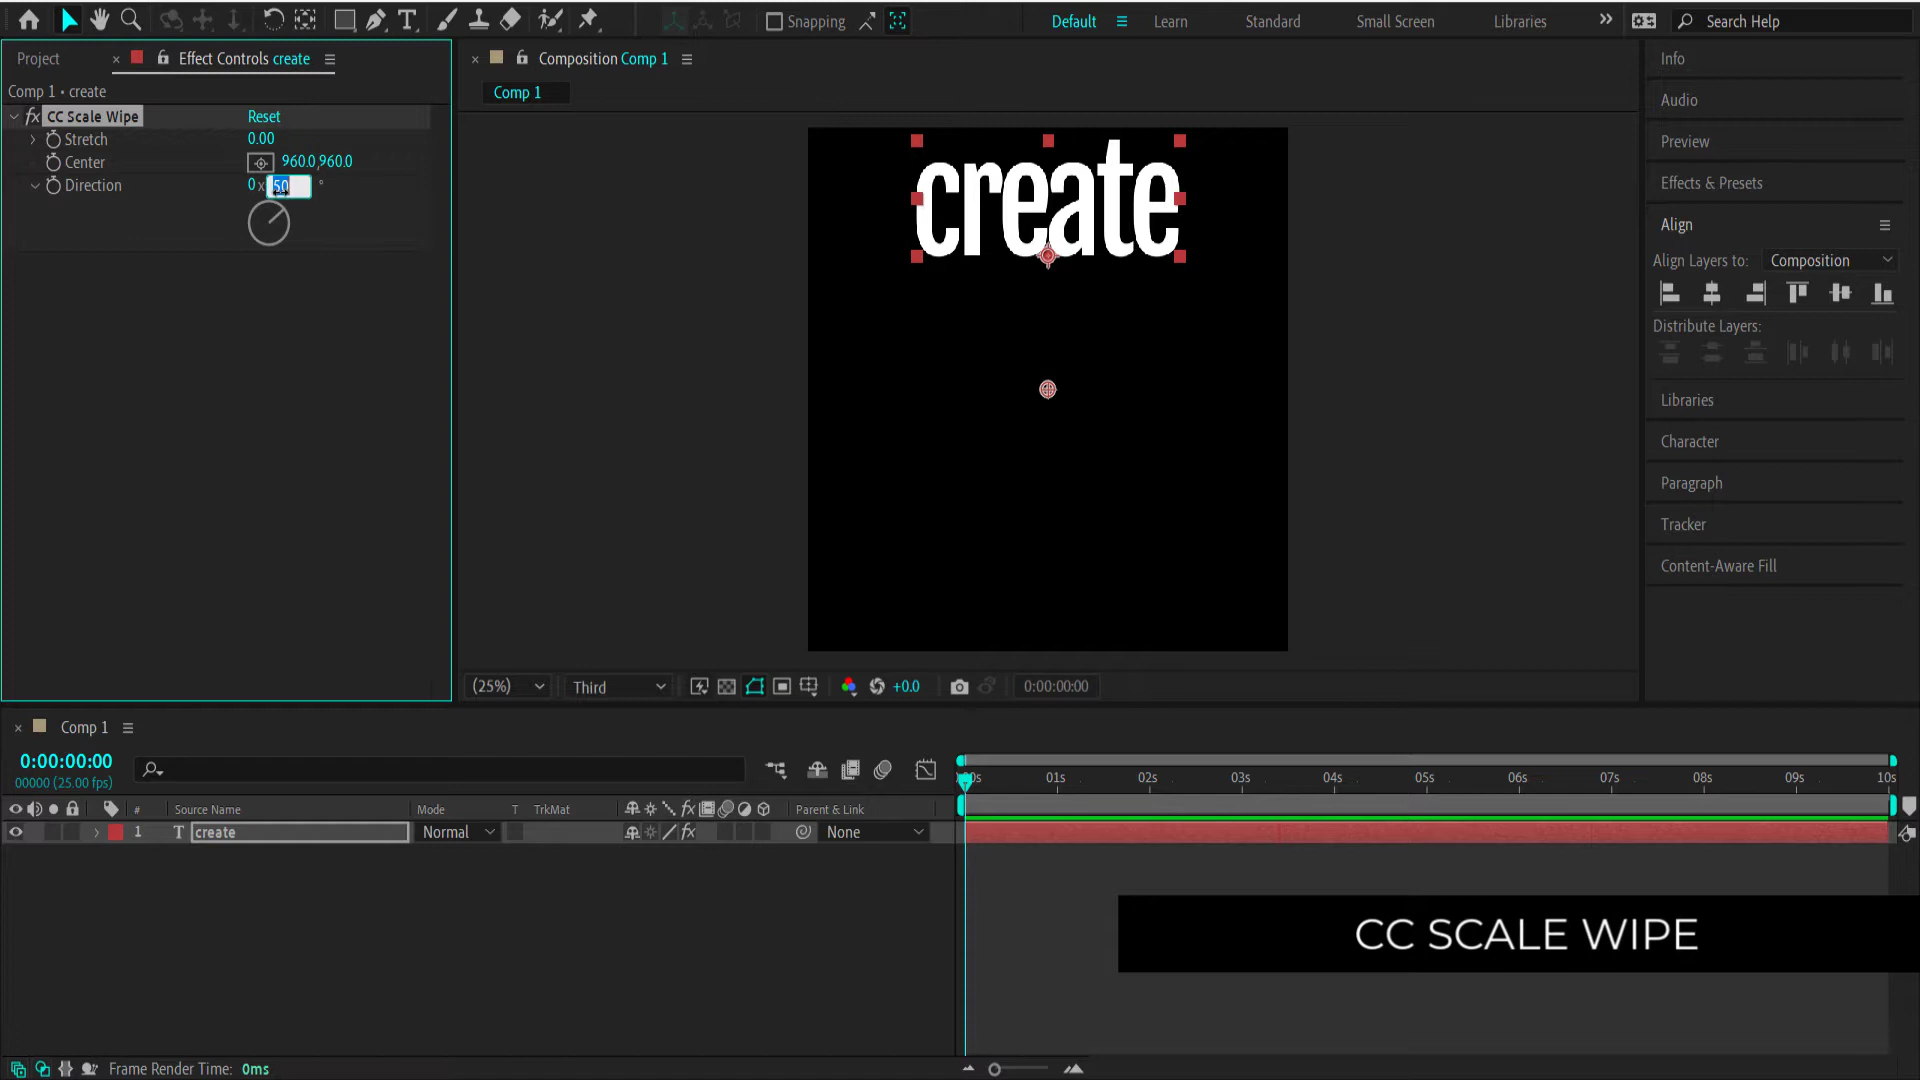 Snapping
Default
Learn
Standard
Small Screen
Libraries
Search Help
Project
Effect Controls create
Composition Comp 1
Info
Comp 1 • create
Comp 1
Audio
fx CC Scale Wipe
Reset
Stretch
0.00
Center
960.0,960.0
Direction
0 x 50 °
create
Preview
Effects & Presets
Align
Align Layers to:
Composition
Distribute Layers:
Libraries
Character
Paragraph
Tracker
Content-Aware Fill
(25%)
Third
+0.0
0:00:00:00
Comp 1
0:00:00:00
00000 (25.00 fps)
01s
02s
03s
04s
05s
06s
07s
08s
09s
10s
#
Source Name
Mode
T
TrkMat
fx
Parent & Link
1
T
create
Normal
fx
None
CC SCALE WIPE
Frame Render Time: 0ms